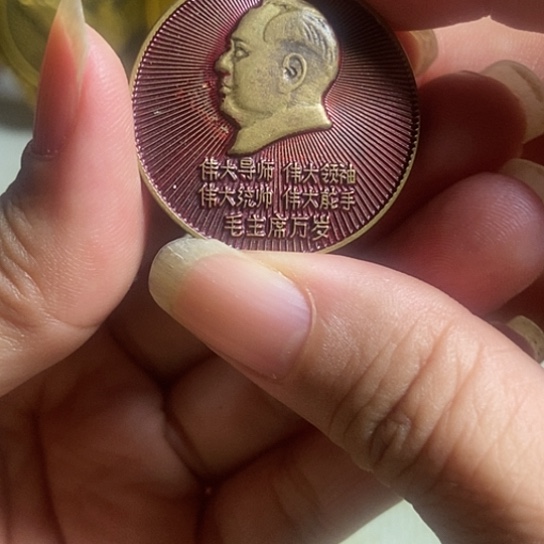 伟大导师 伟大领袖
伟大统帅 伟大舵手
毛主席万岁